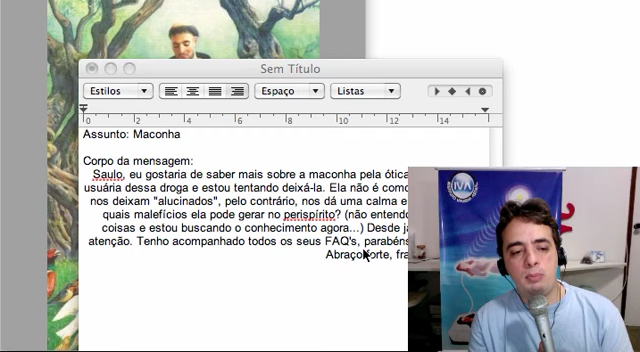 Sem Título
Estilos
Espaço
Listas
0 2 4 6 8 10 12 14
Assunto: Maconha
Corpo da mensagem:
Saulo, eu gostaria de saber mais sobre a maconha pela ótica
usuária dessa droga e estou tentando deixá-la. Ela não é como
nos deixam "alucinados", pelo contrário, nos dá uma calma e
quais malefícios ela pode gerar no perispírito? (não entendo
coisas e estou buscando o conhecimento agora...) Desde já
atenção. Tenho acompanhado todos os seus FAQ's, parabéns
Abraço forte, fra
IVA